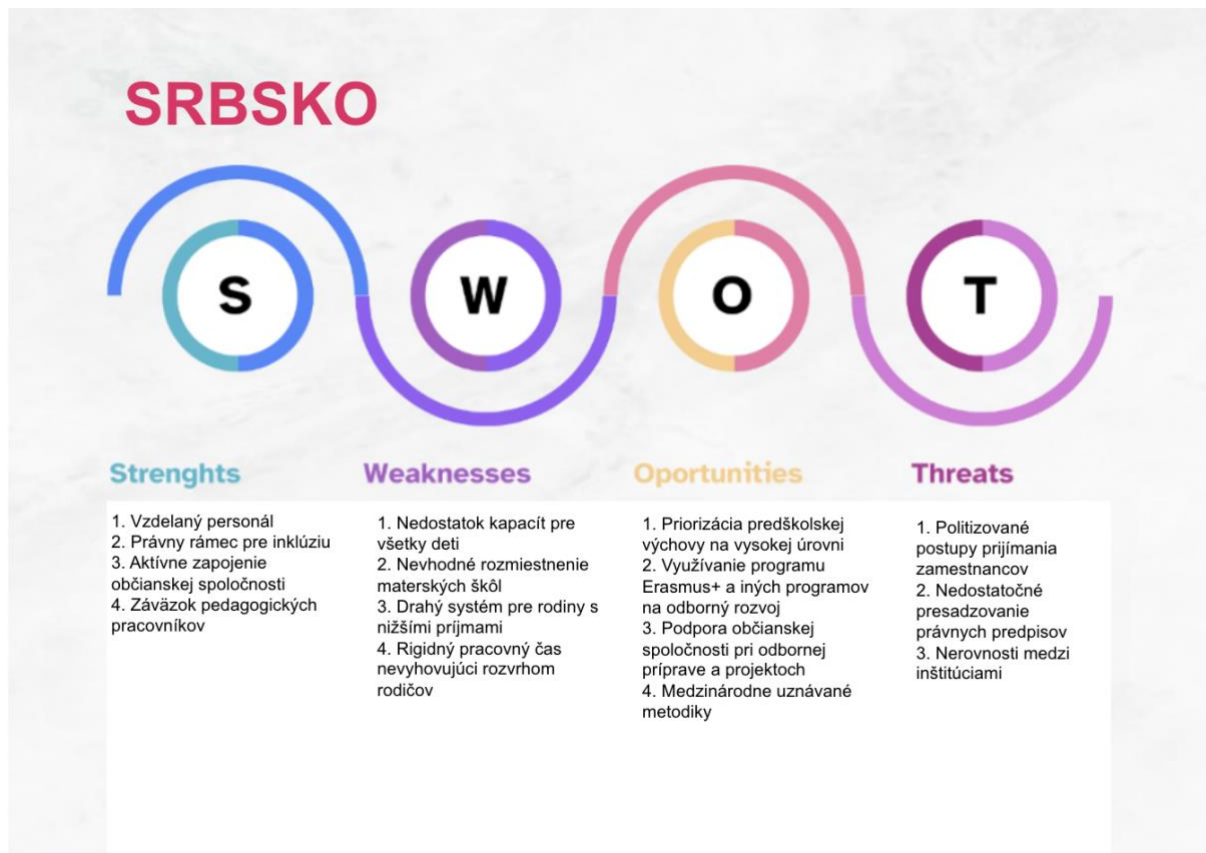 SRBSKO
S
W
O
T
Strenghts
1. Vzdelaný personál
2. Právny rámec pre inklúziu
3. Aktívne zapojenie
občianskej spoločnosti
4. Záväzok pedagogických
pracovníkov
Weaknesses
1. Nedostatok kapacít pre
všetky deti
2. Nevhodné rozmiestnenie
materských škôl
3. Drahý systém pre rodiny s
nižšími príjmami
4. Rigidný pracovný čas
nevyhovujúci rozvrhom
rodičov
Oportunities
1. Priorizácia predškolskej
výchovy na vysokej úrovni
2. Využívanie programu
Erasmus+ a iných programov
na odborný rozvoj
3. Podpora občianskej
spoločnosti pri odbornej
príprave a projektoch
4. Medzinárodne uznávané
metodiky
Threats
1. Politizované
postupy prijímania
zamestnancov
2. Nedostatočné
presadzovanie
právnych predpisov
3. Nerovnosti medzi
inštitúciami